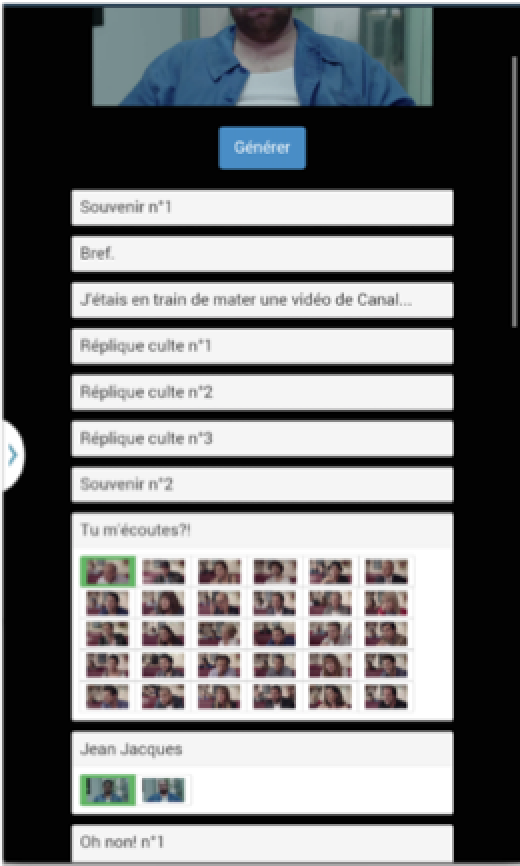 Générer
Souvenir n°1
Bref.
J'étais en train de mater une vidéo de Canal...
Réplique culte n°1
Réplique culte n°2
Réplique culte n°3
Souvenir n°2
Tu m'écoutes?!
Jean Jacques
Oh non! n°1